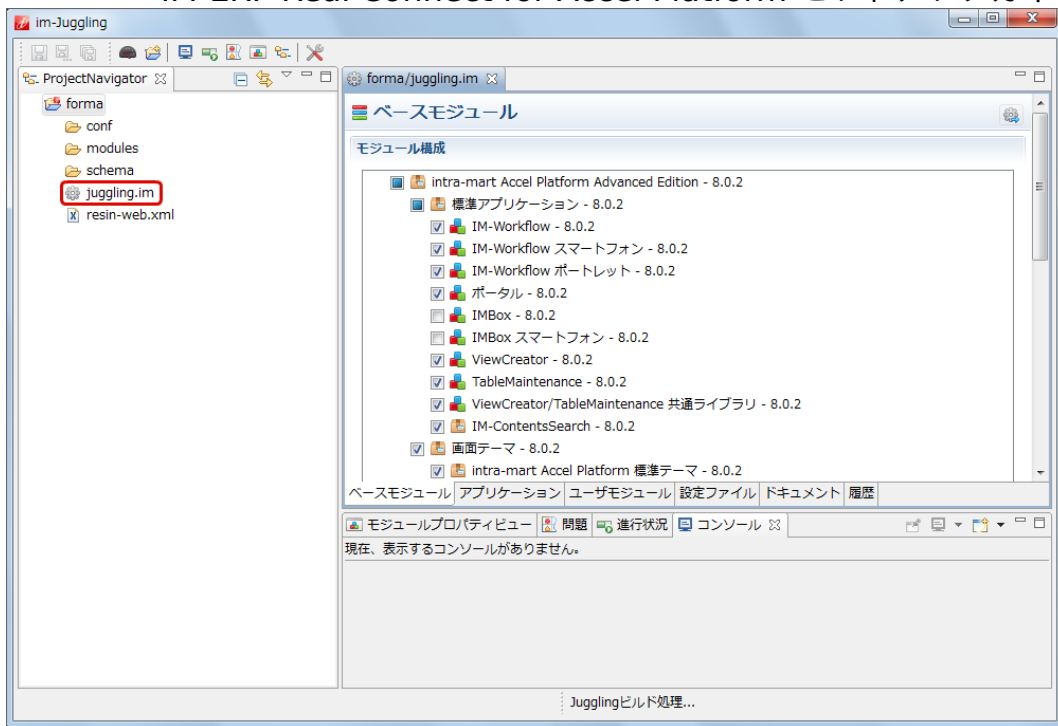 im-Juggling
ProjectNavigator
forma
conf
modules
schema
juggling.im
resin-web.xml
forma/juggling.im
ベースモジュール
モジュール構成
intra-mart Accel Platform Advanced Edition - 8.0.2
標準アプリケーション - 8.0.2
IM-Workflow - 8.0.2
IM-Workflow スマートフォン - 8.0.2
IM-Workflow ポートレット - 8.0.2
ポータル - 8.0.2
IMBox - 8.0.2
IMBox スマートフォン - 8.0.2
ViewCreator - 8.0.2
TableMaintenance - 8.0.2
ViewCreator/TableMaintenance 共通ライブラリ - 8.0.2
IM-ContentsSearch - 8.0.2
画面テーマ - 8.0.2
intra-mart Accel Platform 標準テーマ - 8.0.2
ベースモジュール アプリケーション ユーザモジュール 設定ファイル ドキュメント 履歴
モジュールプロパティビュー 問題 進行状況 コンソール
現在、表示するコンソールがありません。
Jugglingビルド処理...